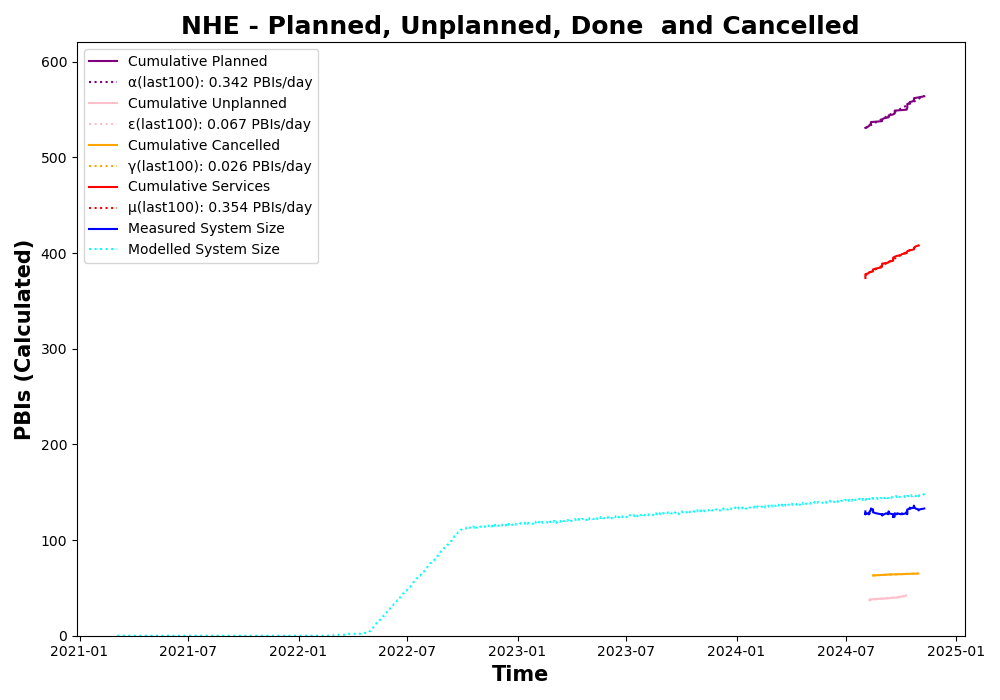 NHE - Planned, Unplanned, Done  and Cancelled
PBIs (Calculated)
600
500
400
300
200
100
0
Cumulative Planned
α(last100): 0.342 PBIs/day
Cumulative Unplanned
ε(last100): 0.067 PBIs/day
Cumulative Cancelled
γ(last100): 0.026 PBIs/day
Cumulative Services
μ(last100): 0.354 PBIs/day
Measured System Size
Modelled System Size
2021-01 2021-07 2022-01 2022-07 2023-01 2023-07 2024-01 2024-07 2025-01
Time